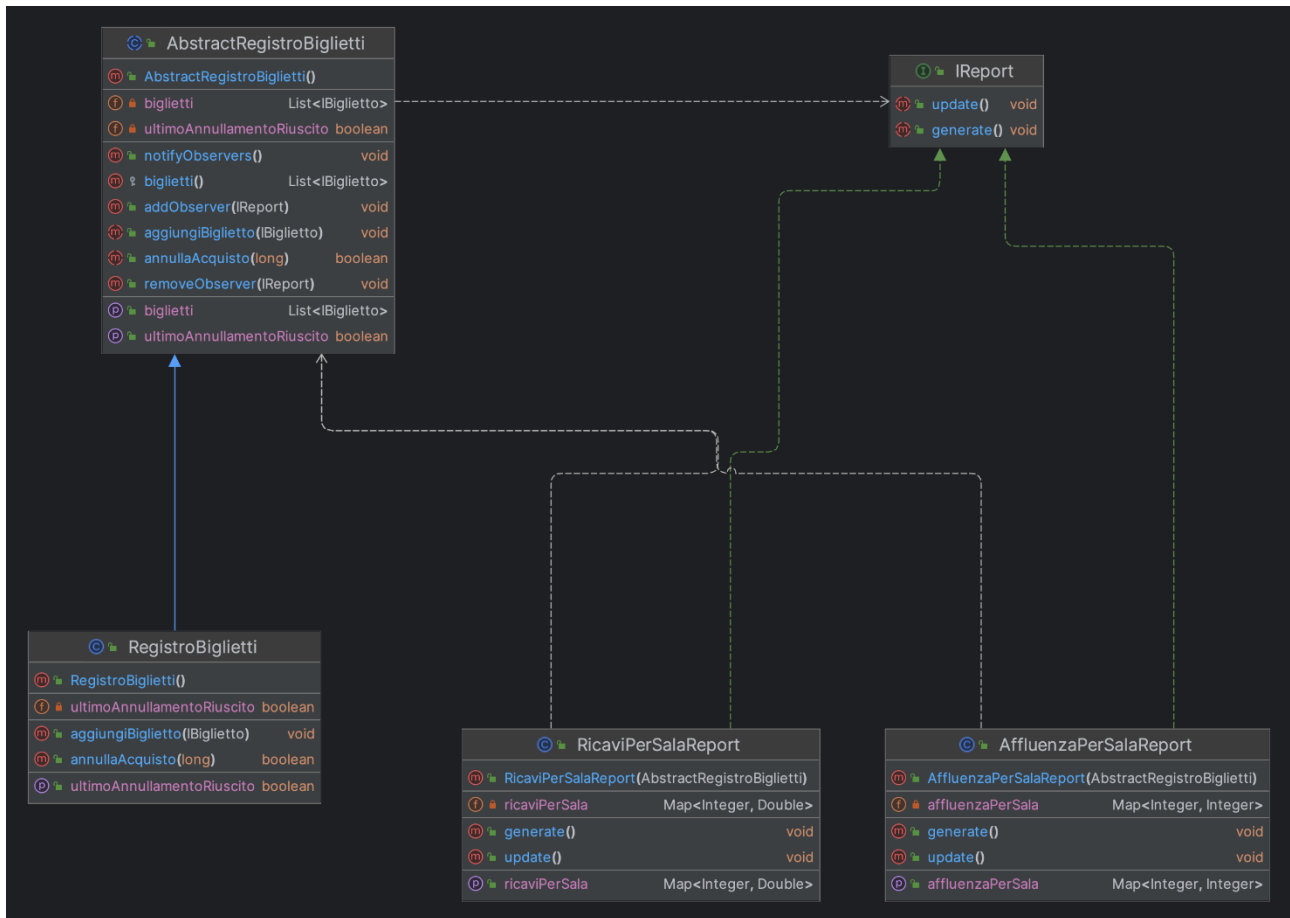 AbstractRegistroBiglietti
AbstractRegistroBiglietti()
biglietti List<IBiglietto>
ultimoAnnullamentoRiuscito boolean
notifyObservers() void
biglietti() List<IBiglietto>
addObserver(IReport) void
aggiungiBiglietto(IBiglietto) void
annullaAcquisto(long) boolean
removeObserver(IReport) void
biglietti List<IBiglietto>
ultimoAnnullamentoRiuscito boolean
IReport
update() void
generate() void
RegistroBiglietti
RegistroBiglietti()
ultimoAnnullamentoRiuscito boolean
aggiungiBiglietto(IBiglietto) void
annullaAcquisto(long) boolean
ultimoAnnullamentoRiuscito boolean
RicaviPerSalaReport
RicaviPerSalaReport(AbstractRegistroBiglietti)
ricaviPerSala Map<Integer, Double>
generate() void
update() void
ricaviPerSala Map<Integer, Double>
AffluenzaPerSalaReport
AffluenzaPerSalaReport(AbstractRegistroBiglietti)
affluenzaPerSala Map<Integer, Integer>
generate() void
update() void
affluenzaPerSala Map<Integer, Integer>